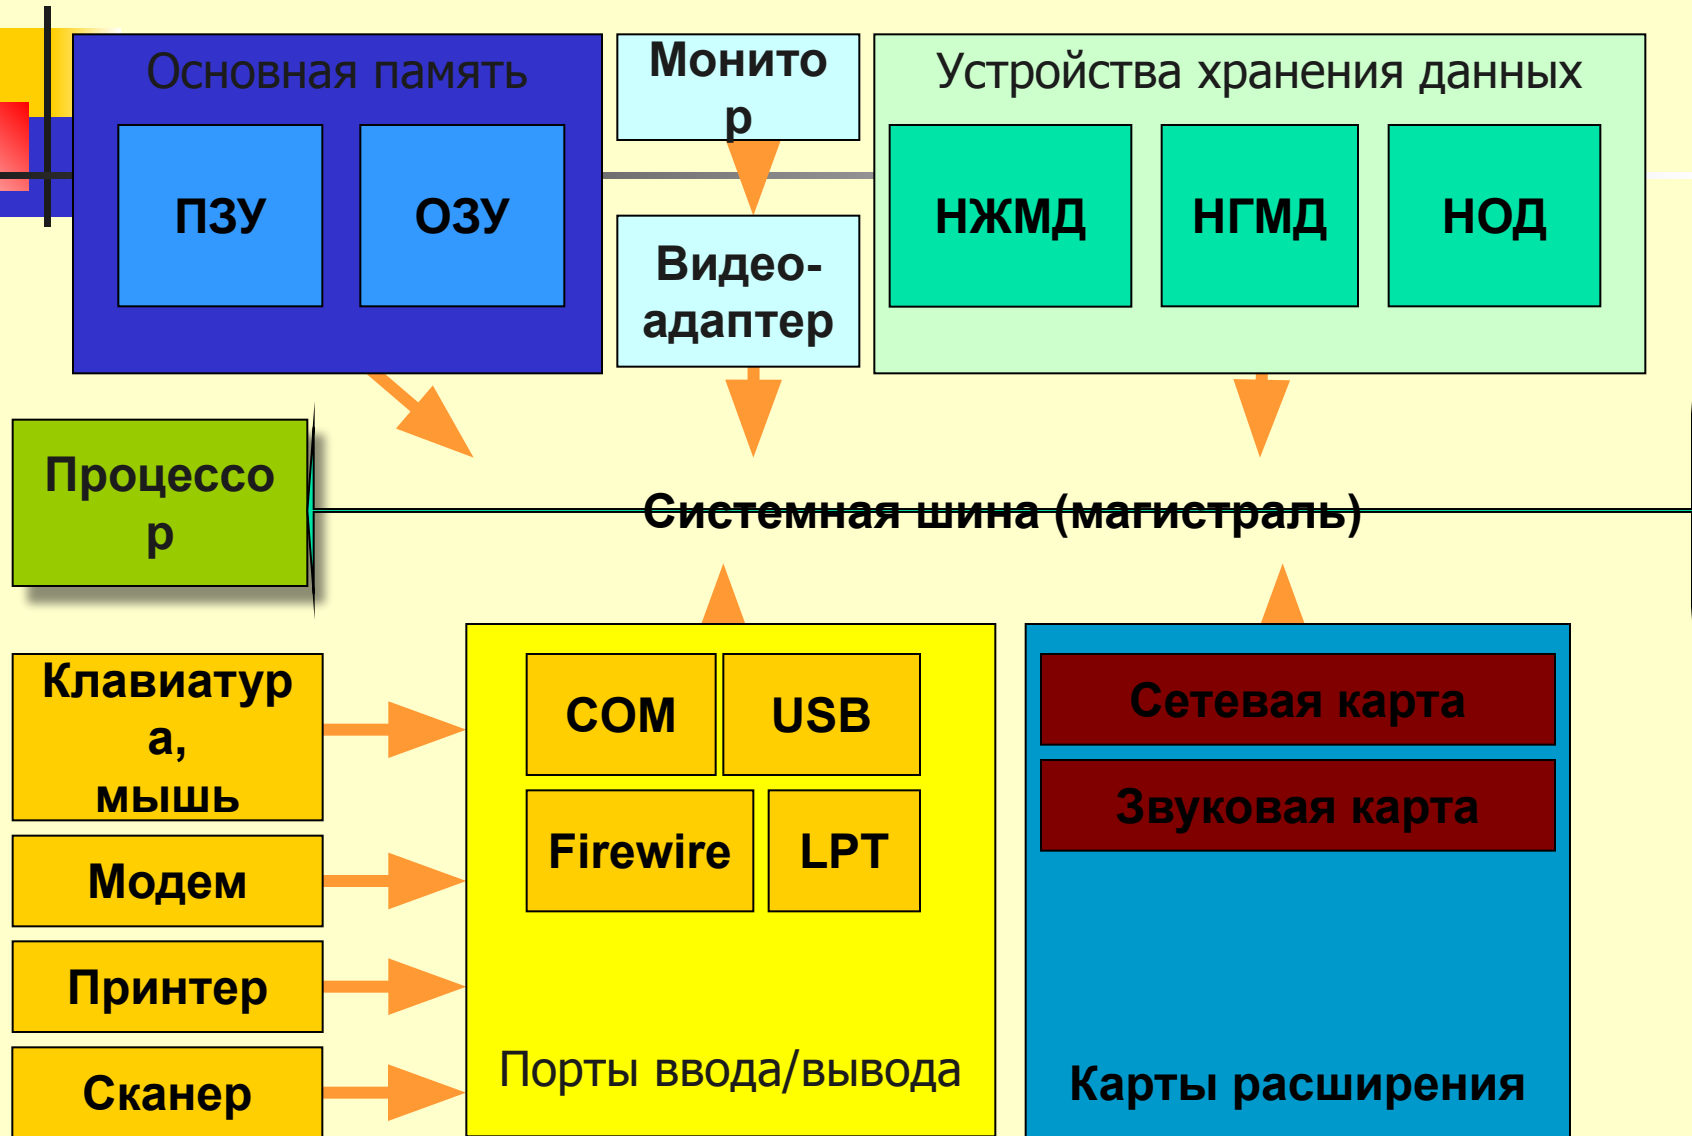 Основная память
ПЗУ
ОЗУ
Монито
р
Видео-
адаптер
Устройства хранения данных
НЖМД
НГМД
НОД
Процессо
р
Системная шина (магистраль)
Клавиатур
а,
мышь
Модем
Принтер
Сканер
COM
USB
Firewire
LPT
Порты ввода/вывода
Сетевая карта
Звуковая карта
Карты расширения